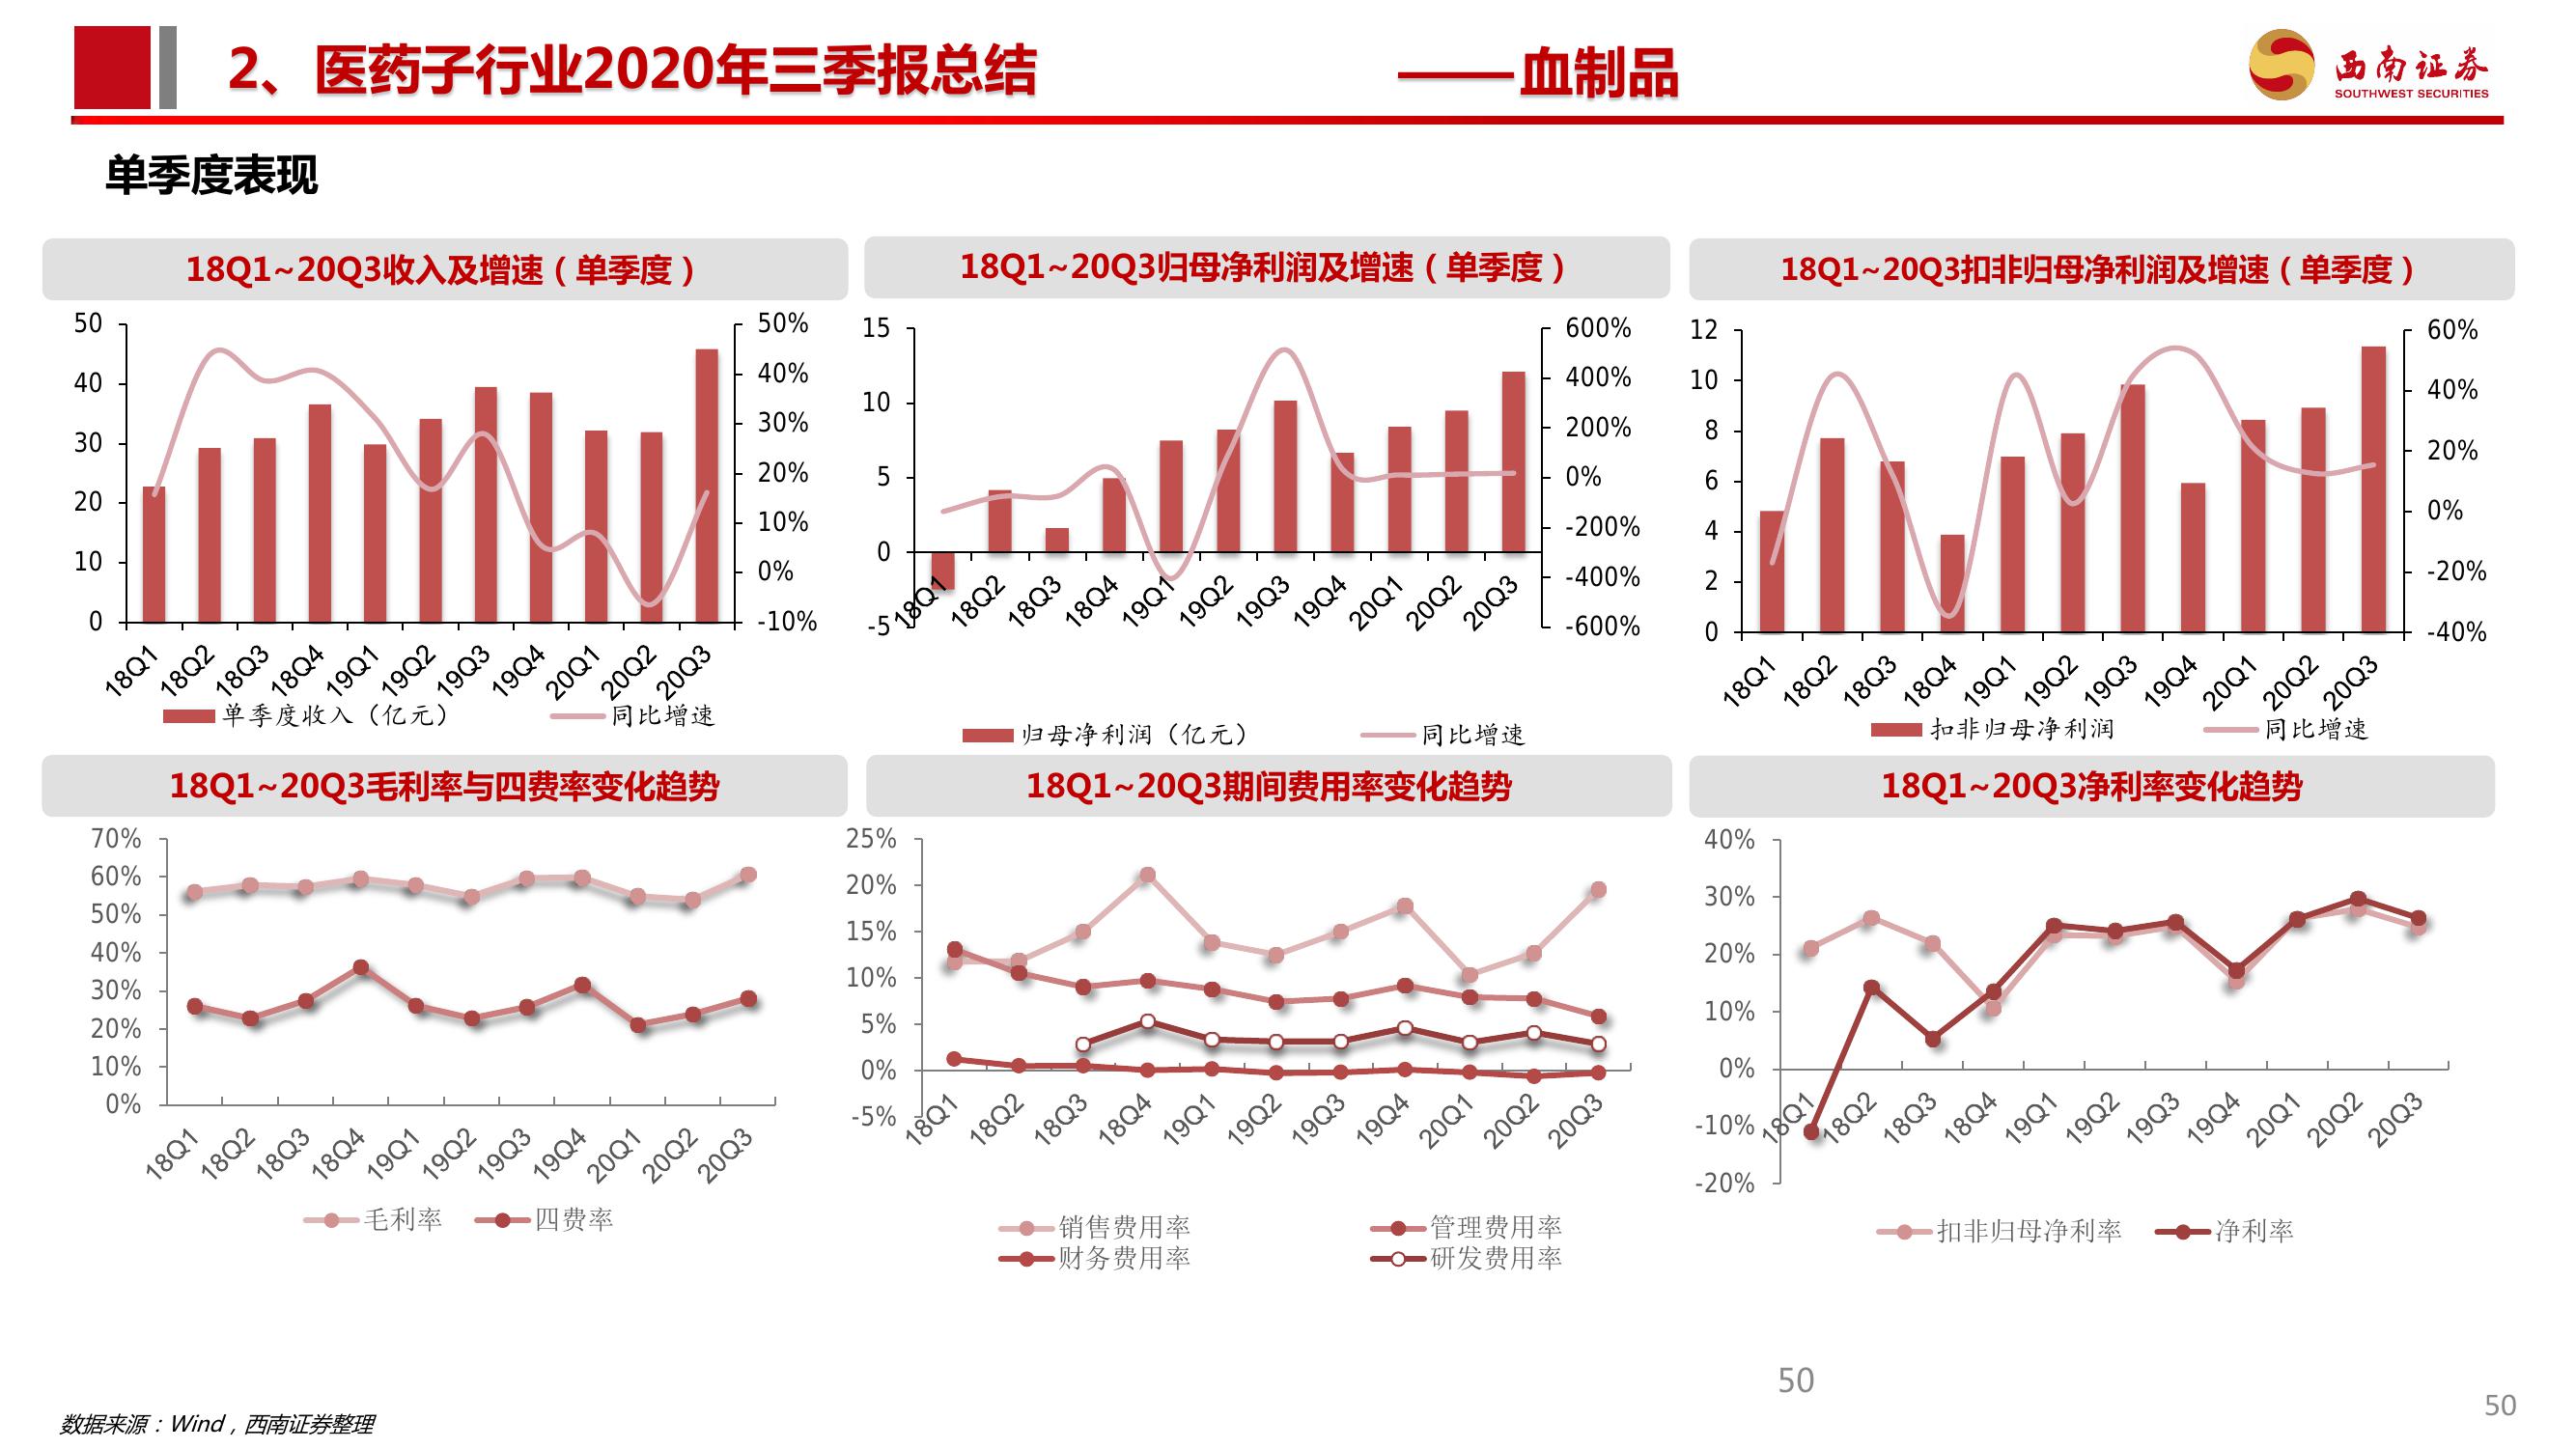 2、医药子行业2020年三季报总结
——血制品
西南证券
SOUTHWEST SECURITIES
单季度表现
18Q1~20Q3收入及增速（单季度）
50
40
30
20
10
0
50%
40%
30%
20%
10%
0%
-10%
18Q1 18Q2 18Q3 18Q4 19Q1 19Q2 19Q3 19Q4 20Q1 20Q2 20Q3
单季度收入（亿元） 同比增速
18Q1~20Q3归母净利润及增速（单季度）
15
10
5
0
-5
600%
400%
200%
0%
-200%
-400%
-600%
18Q1 18Q2 18Q3 18Q4 19Q1 19Q2 19Q3 19Q4 20Q1 20Q2 20Q3
归母净利润（亿元） 同比增速
18Q1~20Q3扣非归母净利润及增速（单季度）
12
10
8
6
4
2
0
60%
40%
20%
0%
-20%
-40%
18Q1 18Q2 18Q3 18Q4 19Q1 19Q2 19Q3 19Q4 20Q1 20Q2 20Q3
扣非归母净利润 同比增速
18Q1~20Q3毛利率与四费率变化趋势
70%
60%
50%
40%
30%
20%
10%
0%
18Q1 18Q2 18Q3 18Q4 19Q1 19Q2 19Q3 19Q4 20Q1 20Q2 20Q3
毛利率 四费率
18Q1~20Q3期间费用率变化趋势
25%
20%
15%
10%
5%
0%
-5%
18Q1 18Q2 18Q3 18Q4 19Q1 19Q2 19Q3 19Q4 20Q1 20Q2 20Q3
销售费用率 管理费用率
财务费用率 研发费用率
18Q1~20Q3净利率变化趋势
40%
30%
20%
10%
0%
-10%
-20%
18Q1 18Q2 18Q3 18Q4 19Q1 19Q2 19Q3 19Q4 20Q1 20Q2 20Q3
扣非归母净利率 净利率
50
50
数据来源：Wind，西南证券整理